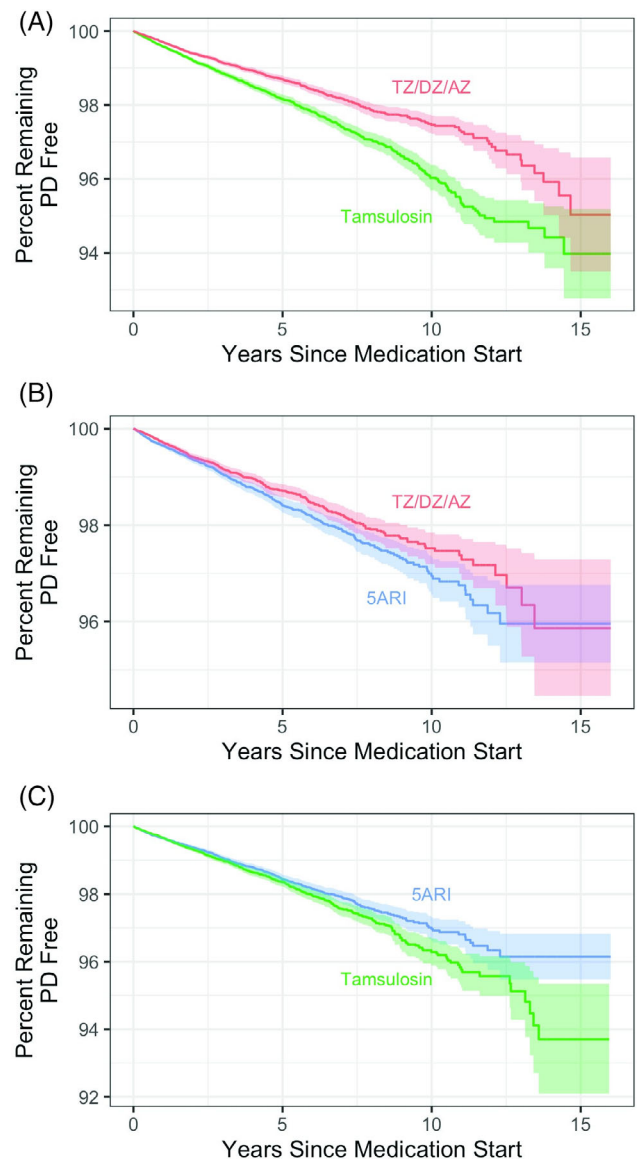 (A)
100
98
96
94
Percent Remaining
PD Free
TZ/DZ/AZ
Tamsulosin
0
5
10
15
Years Since Medication Start
(B)
100
98
96
Percent Remaining
PD Free
TZ/DZ/AZ
5ARI
0
5
10
15
Years Since Medication Start
(C)
100
98
96
94
92
Percent Remaining
PD Free
5ARI
Tamsulosin
0
5
10
15
Years Since Medication Start